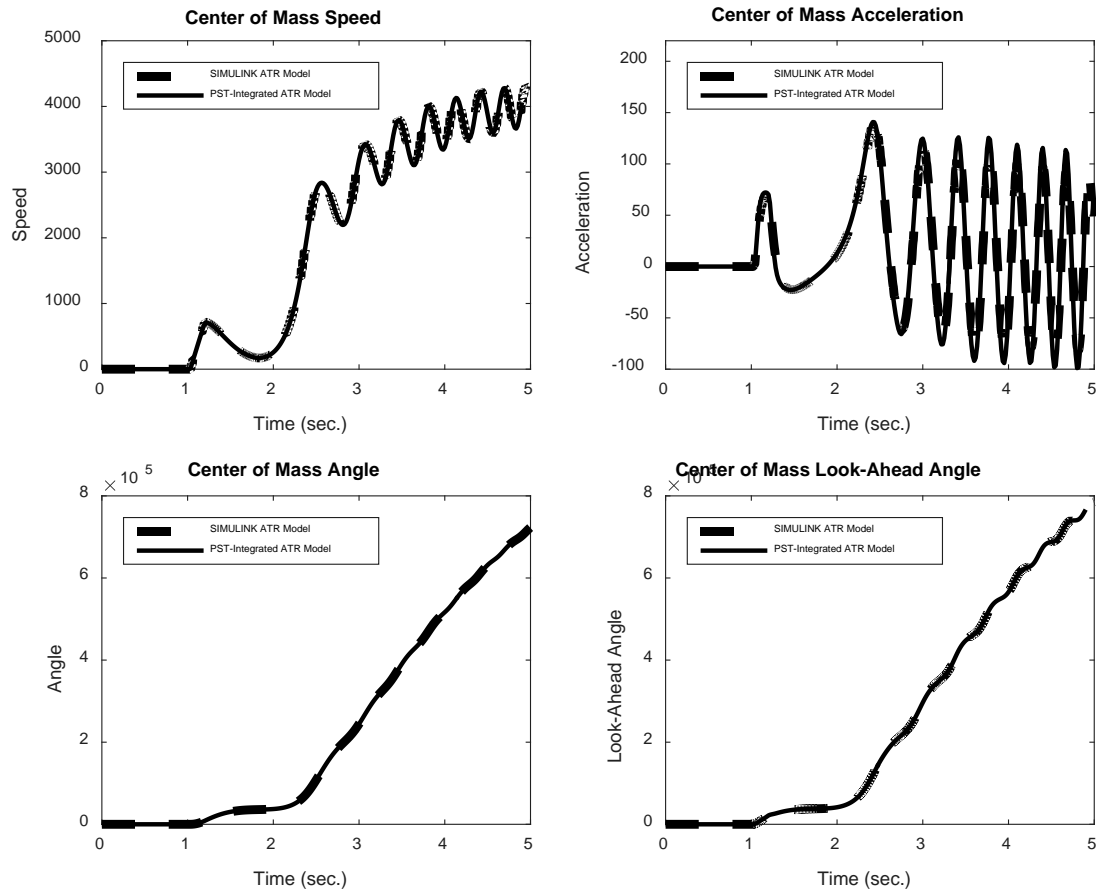 Center of Mass Speed
5000
4000
3000
2000
1000
0
Speed
SIMULINK ATR Model
PST-Integrated ATR Model
0 1 2 3 4 5
Time (sec.)
Center of Mass Acceleration
200
150
100
50
0
-50
-100
Acceleration
SIMULINK ATR Model
PST-Integrated ATR Model
0 1 2 3 4 5
Time (sec.)
Center of Mass Angle
× 10 5
8
6
4
2
0
Angle
SIMULINK ATR Model
PST-Integrated ATR Model
0 1 2 3 4 5
Time (sec.)
Center of Mass Look-Ahead Angle
× 10 5
8
6
4
2
0
Look-Ahead Angle
SIMULINK ATR Model
PST-Integrated ATR Model
0 1 2 3 4 5
Time (sec.)